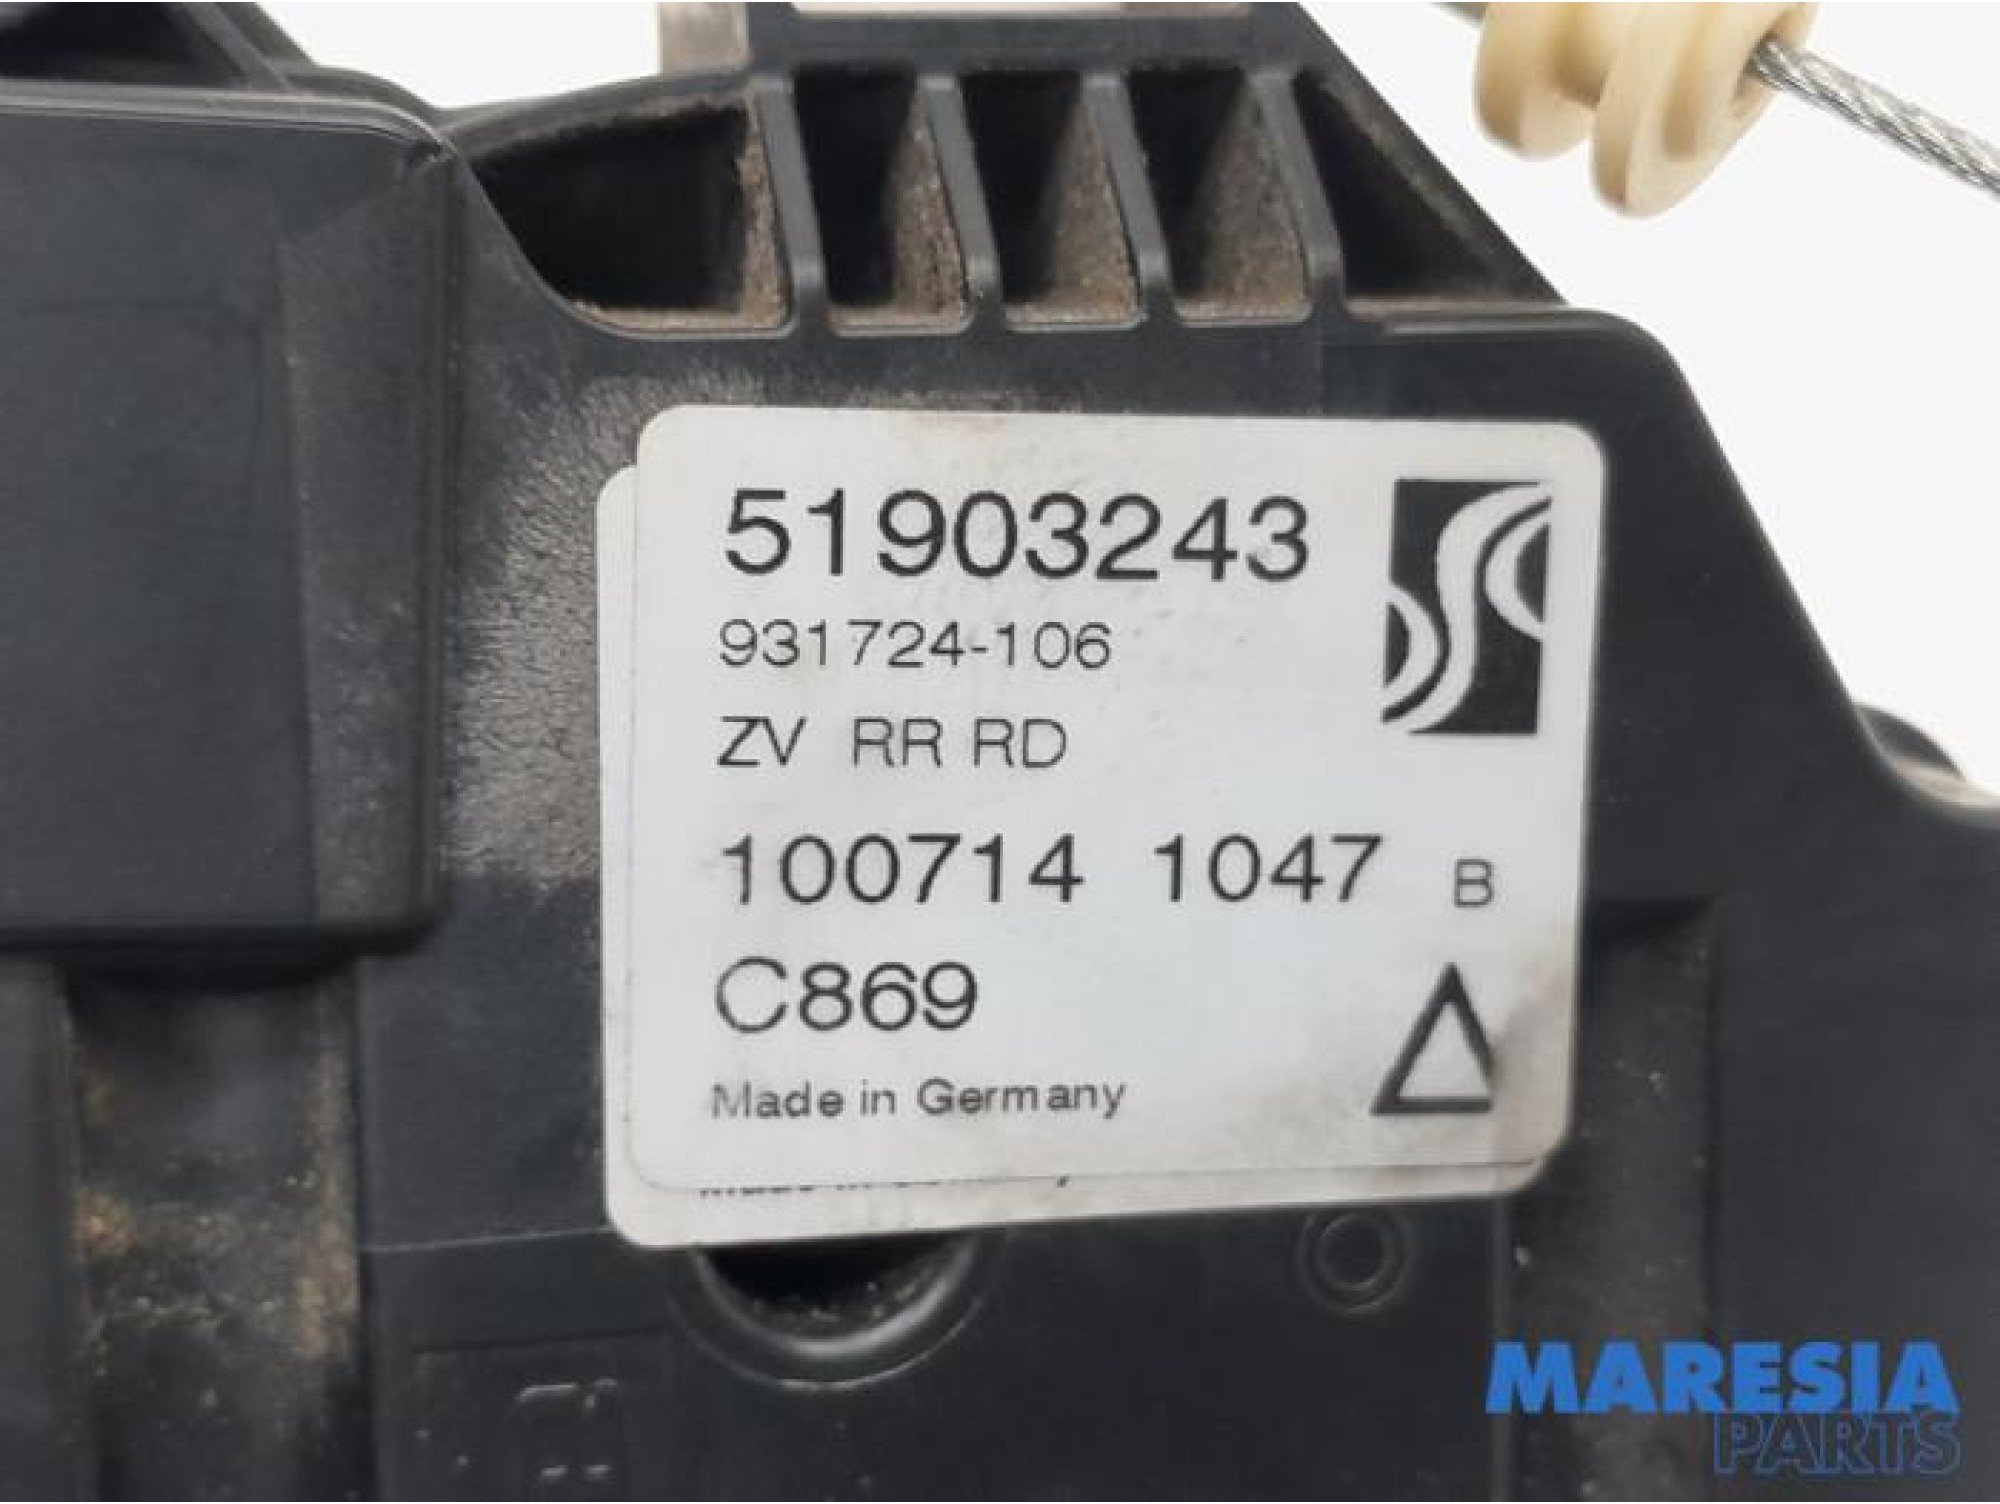 51903243
931724-106
ZV RR RD
100714 1047 B
C869
Made in Germany
MARESIA
PARTS